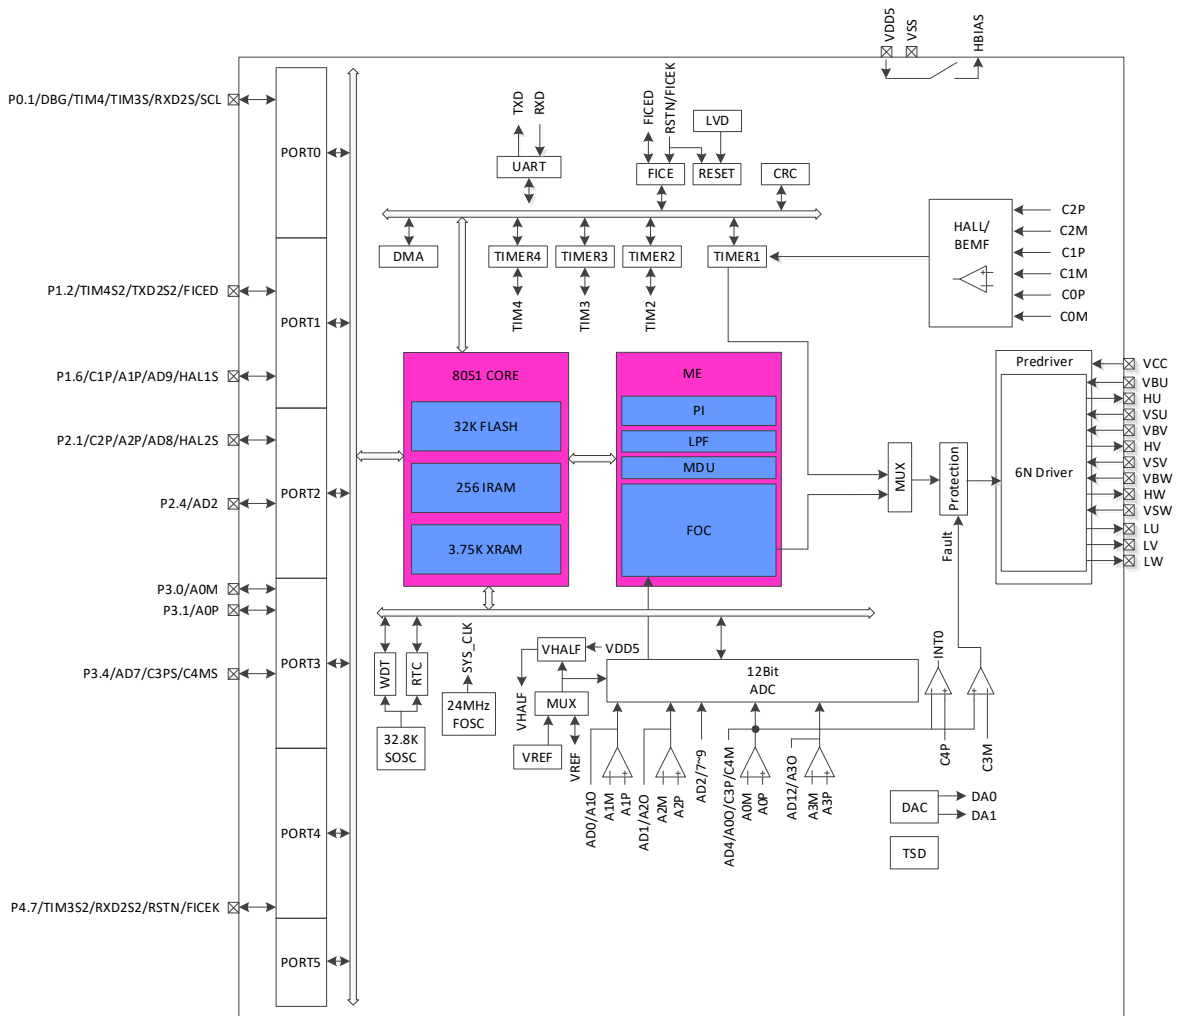 VDD5
VSS
HBIAS
P0.1/DBG/TIM4/TIM3S/RXD2S/SCL
PORT0
TXD
RXD
UART
FICED
RSTN/FICEK
LVD
FICE
RESET
CRC
DMA
TIMER4
TIMER3
TIMER2
TIMER1
TIM4
TIM3
TIM2
HALL/
BEMF
C2P
C2M
C1P
C1M
C0P
C0M
P1.2/TIM4S2/TXD2S2/FICED
PORT1
P1.6/C1P/A1P/AD9/HAL1S
8051 CORE
32K FLASH
256 IRAM
3.75K XRAM
ME
PI
LPF
MDU
FOC
MUX
Protection
Fault
Predriver
6N Driver
VCC
VBU
HU
VSU
VBV
HV
VSV
VBW
HW
VSW
LU
LV
LW
P2.1/C2P/A2P/AD8/HAL2S
PORT2
P2.4/AD2
P3.0/A0M
P3.1/A0P
PORT3
P3.4/AD7/C3PS/C4MS
WDT
RTC
32.8K
SOSC
SYS_CLK
24MHz
FOSC
VHALF
VDD5
VHALF
MUX
VREF
VREF
12Bit
ADC
INT0
C4P
C3M
AD0/A1O
A1M
A1P
AD1/A2O
A2M
A2P
AD2/7~9
AD4/A0O/C3P/C4M
A0M
A0P
AD12/A3O
A3M
A3P
DAC
DA0
DA1
TSD
PORT4
P4.7/TIM3S2/RXD2S2/RSTN/FICEK
PORT5